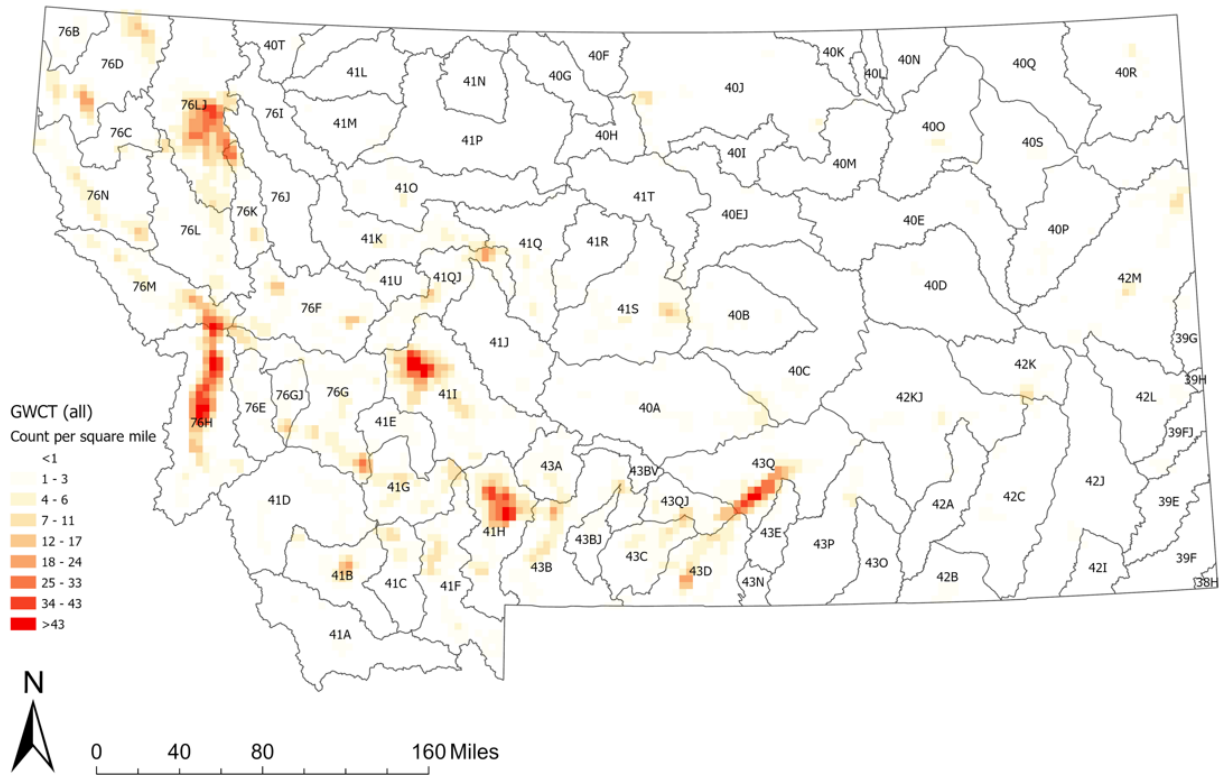 76B
40T
40F
40K
40N
40Q
76D
41L
41N
40G
40J
40L
40R
76LJ
76I
41M
41P
40H
40O
76C
40I
40M
40S
76N
76K
76J
41O
41T
40EJ
40E
40P
76L
41K
41Q
41R
76M
41U
41QJ
40D
42M
76F
41S
40B
41J
39G
76GJ
76G
41I
40C
42K
39H
76E
40A
42KJ
42L
76H
41E
39FJ
GWCT (all)
Count per square mile
<1
1 - 3
4 - 6
7 - 11
12 - 17
18 - 24
25 - 33
34 - 43
>43
43A
43BV
43Q
41D
41G
43QJ
42A
42C
42J
39E
41H
43BJ
43C
43E
43P
43O
41B
41C
41F
43B
43D
43N
42B
42I
39F
38H
41A
N
0 40 80 160 Miles